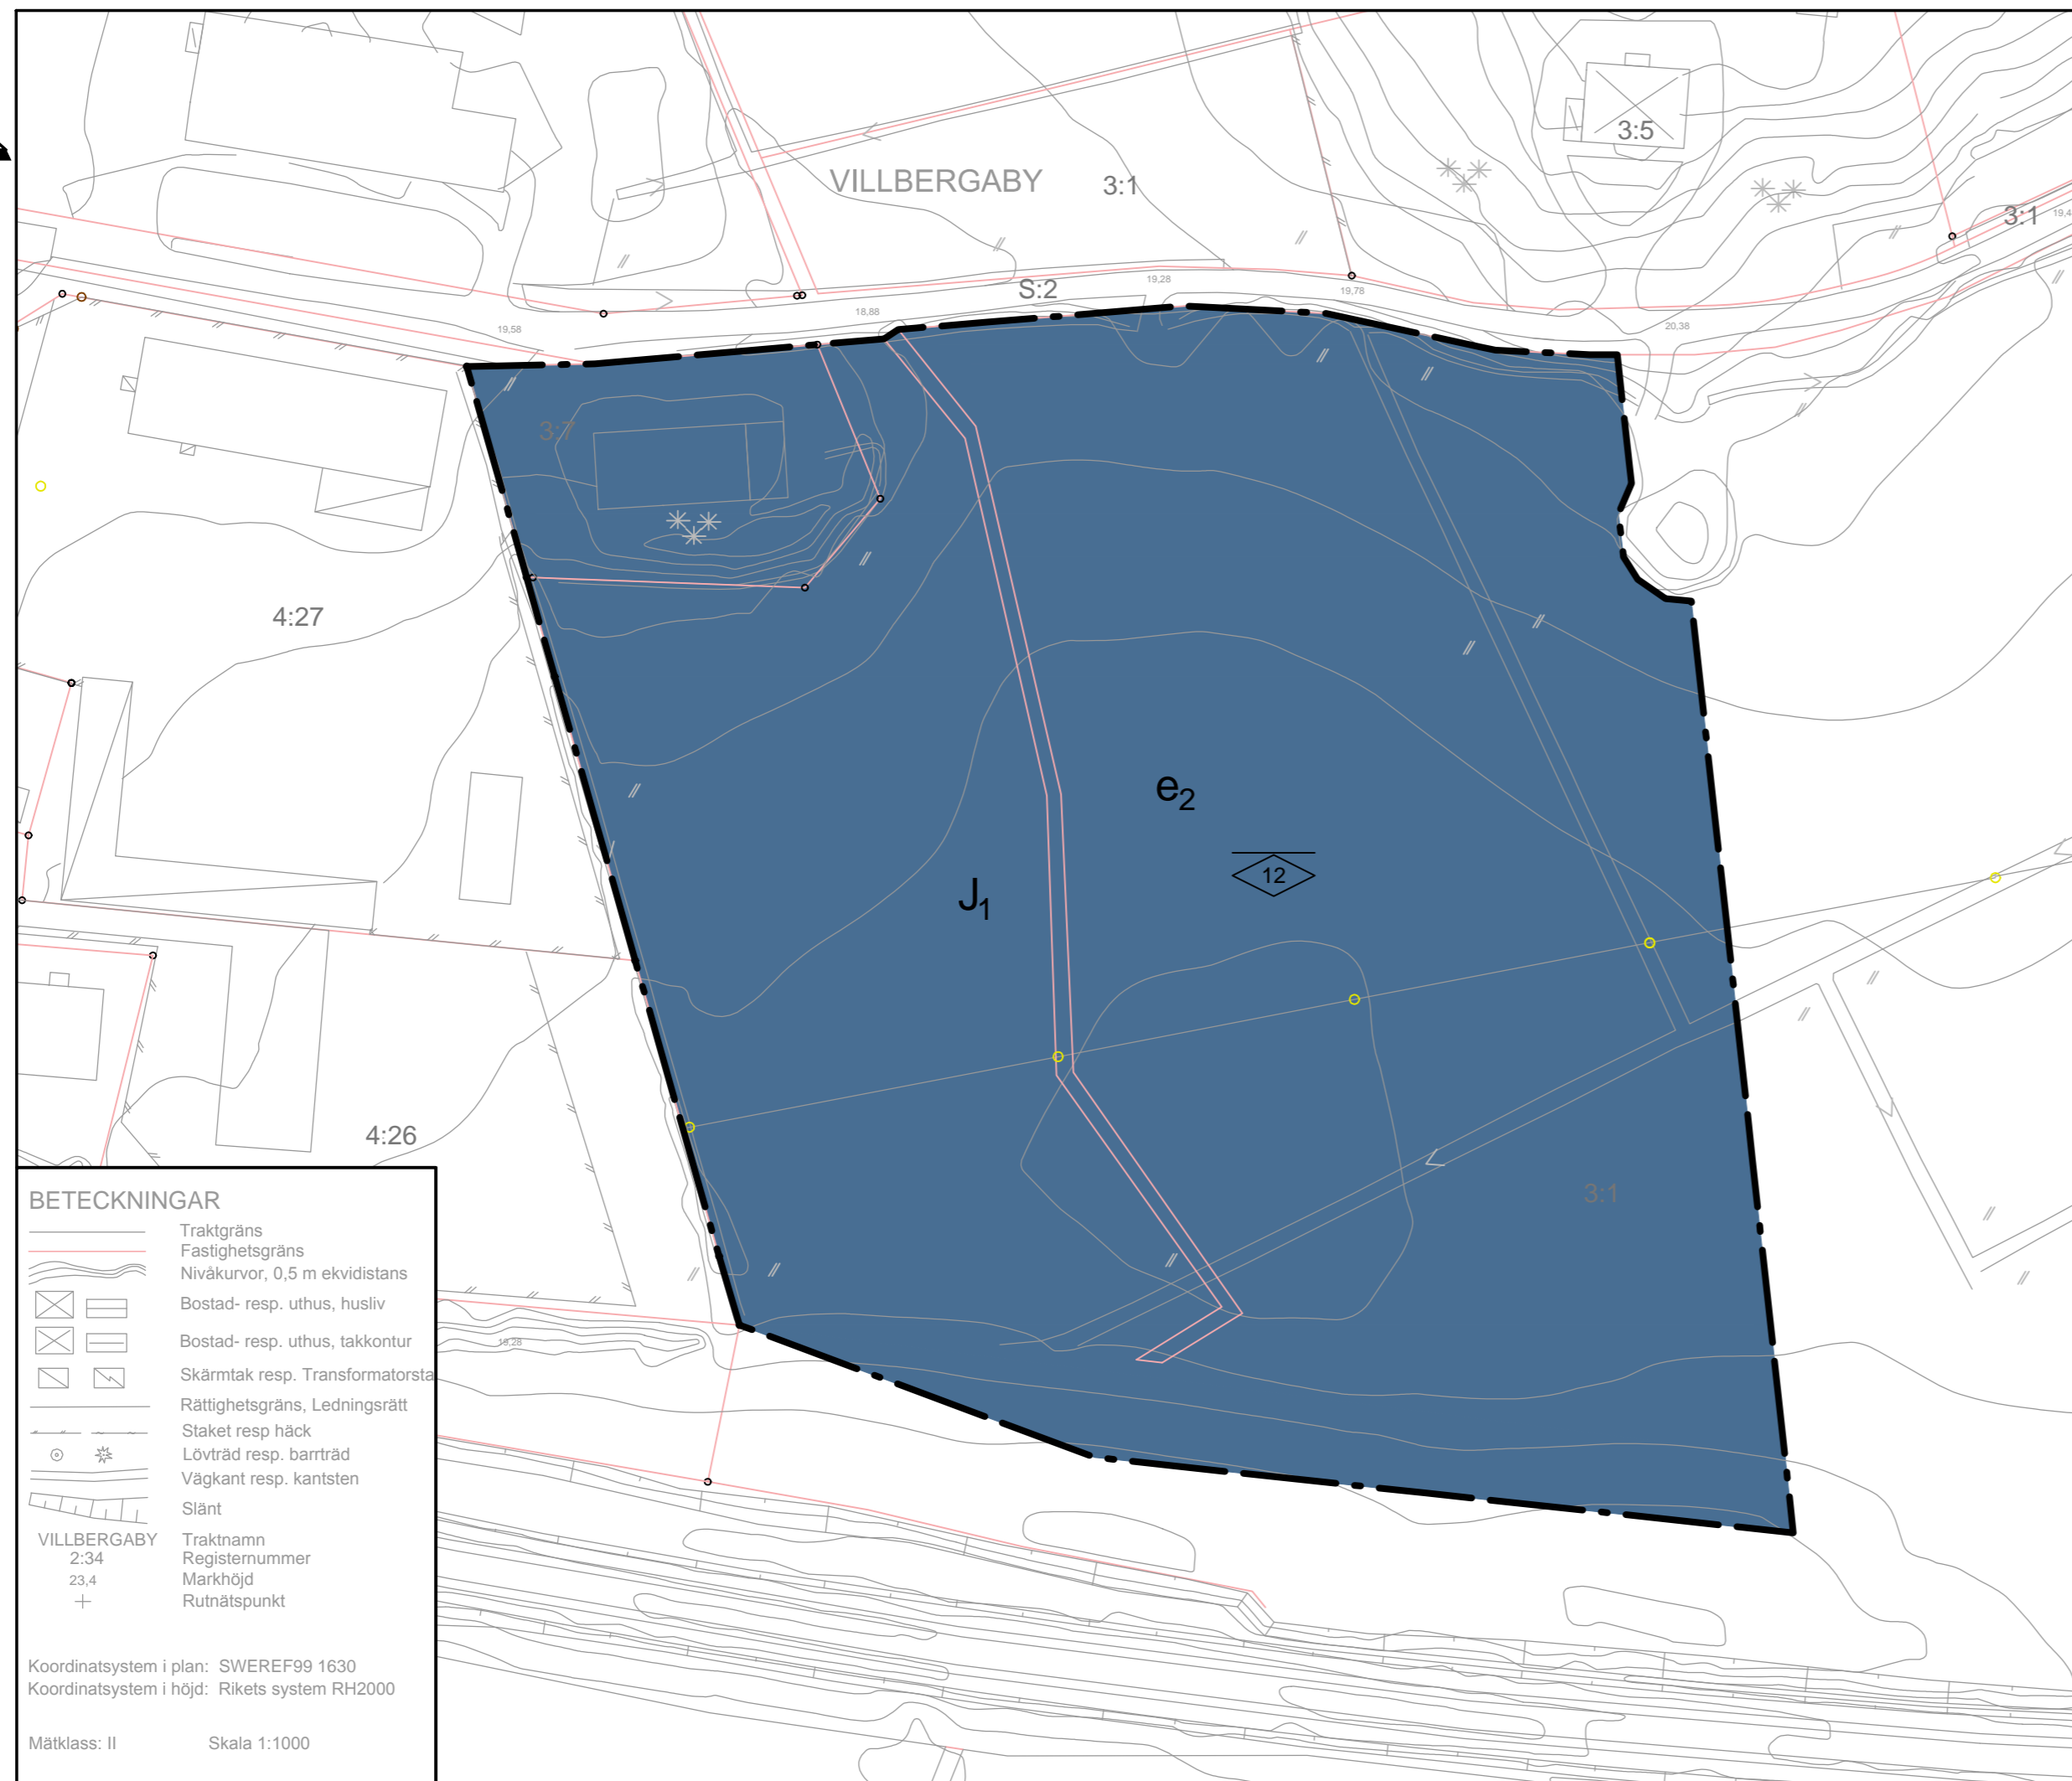 3:5
VILLBERGABY 3:1
3:1 19,4
S:2 19,28 19,78
18,88
19,58
20,38
3:7
4:27
e2
12
J1
4:26
3:1
19,28
BETECKNINGAR
Traktgräns
Fastighetsgräns
Nivåkurvor, 0,5 m ekvidistans
Bostad- resp. uthus, husliv
Bostad- resp. uthus, takkontur
Skärmtak resp. Transformatorsta
Rättighetsgräns, Ledningsrätt
Staket resp häck
Lövträd resp. barrträd
Vägkant resp. kantsten
Slänt
VILLBERGABY Traktnamn
2:34 Registernummer
23,4 Markhöjd
Rutnätspunkt
Koordinatsystem i plan: SWEREF99 1630
Koordinatsystem i höjd: Rikets system RH2000
Mätklass: II Skala 1:1000